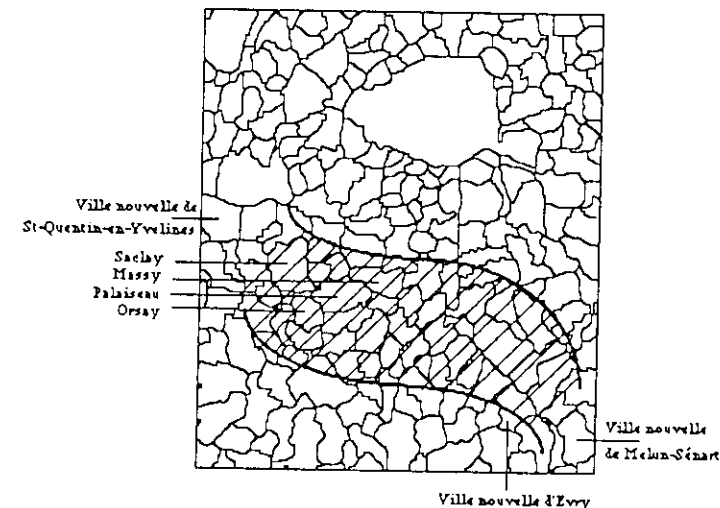 Ville nouvelle de
St-Quentin-en-Yvelines
Saclay
Massy
Palaiseau
Orsay
Ville nouvelle
de Melun-Sénart
Ville nouvelle d'Evry